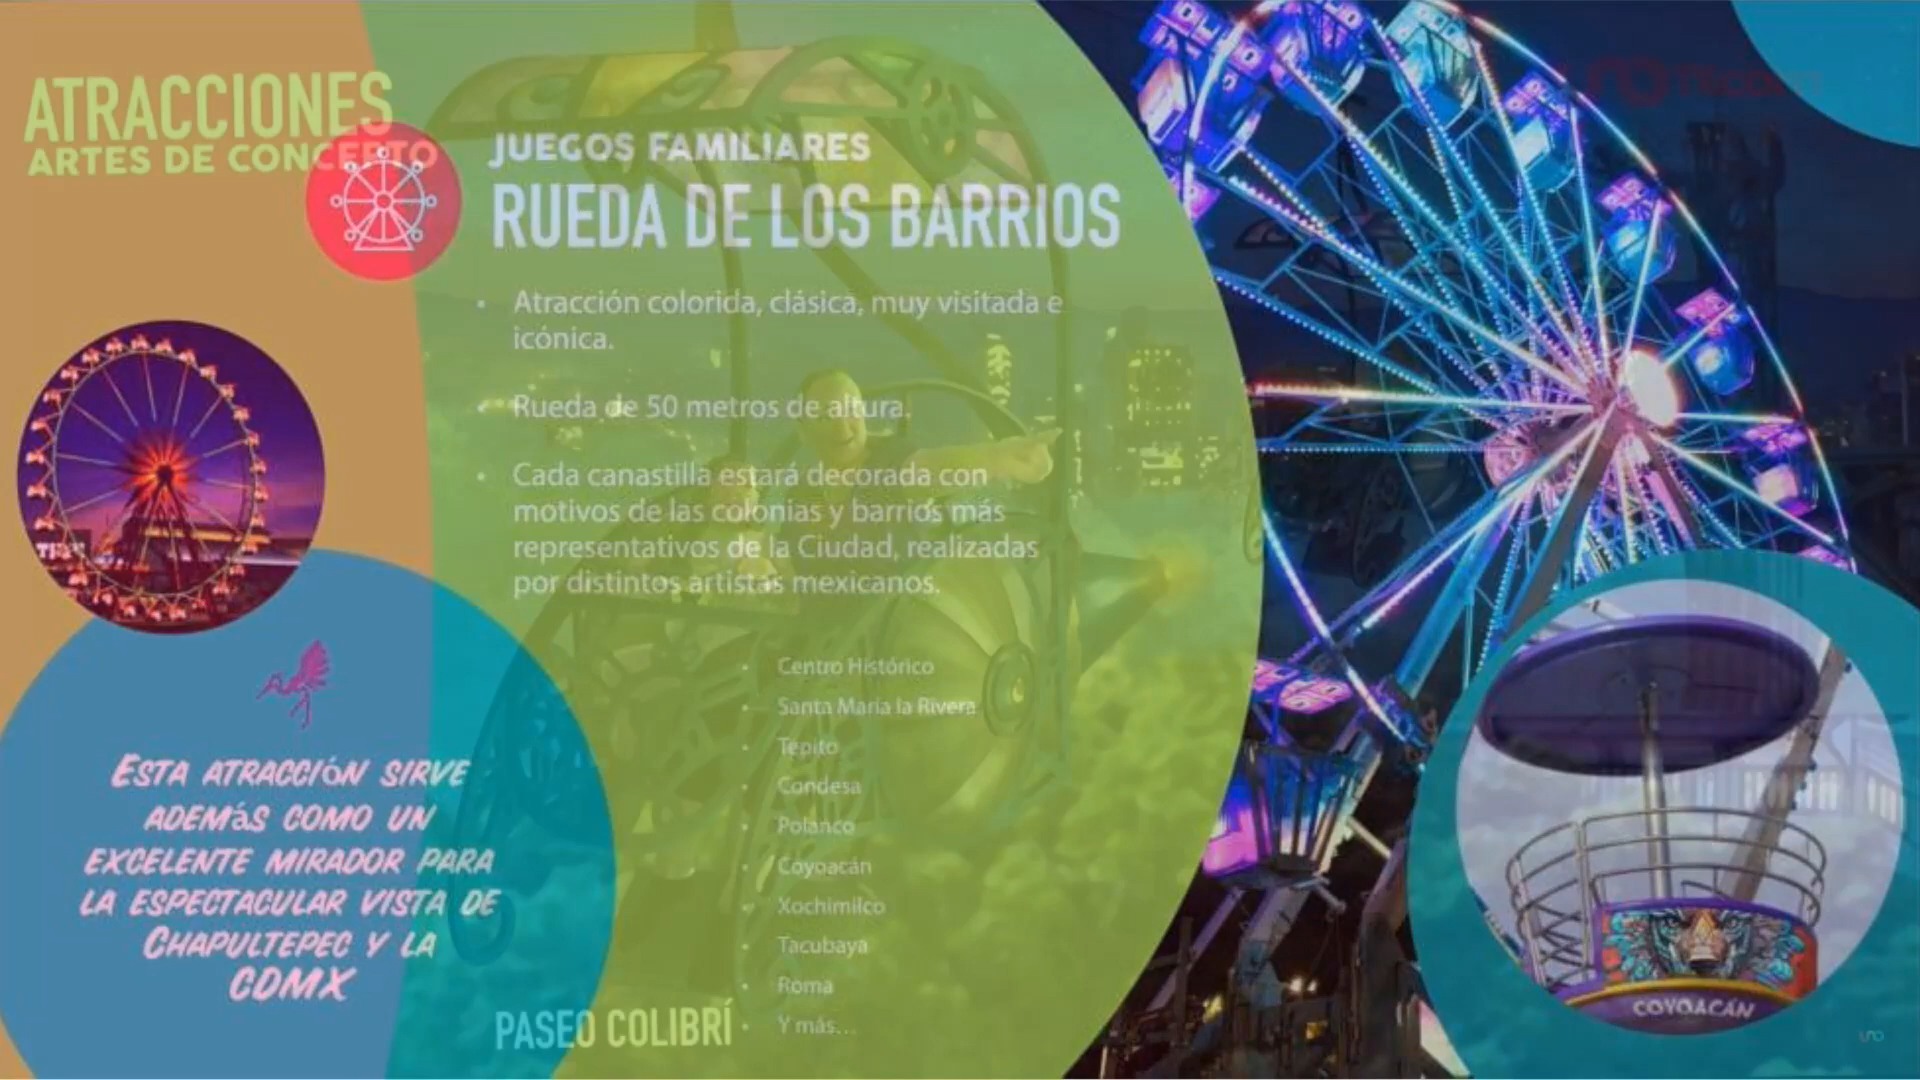 ATRACCIONES
ARTES DE CONCEPTO
JUEGOS FAMILIARES
RUEDA DE LOS BARRIOS
• Atracción colorida, clásica, muy visitada e
icónica.
• Rueda de 50 metros de altura.
• Cada canastilla estará decorada con
motivos de las colonias y barrios más
representativos de la Ciudad, realizadas
por distintos artistas mexicanos.
• Centro Histórico
• Santa María la Rivera
• Tepito
• Condesa
• Polanco
• Coyoacán
• Xochimilco
• Tacubaya
• Roma
• Y más...
ESTA ATRACCIÓN SIRVE
ADEMÁS COMO UN
EXCELENTE MIRADOR PARA
LA ESPECTACULAR VISTA DE
CHAPULTEPEC Y LA
CDMX
PASEO COLIBRÍ
COYOACÁN
uno